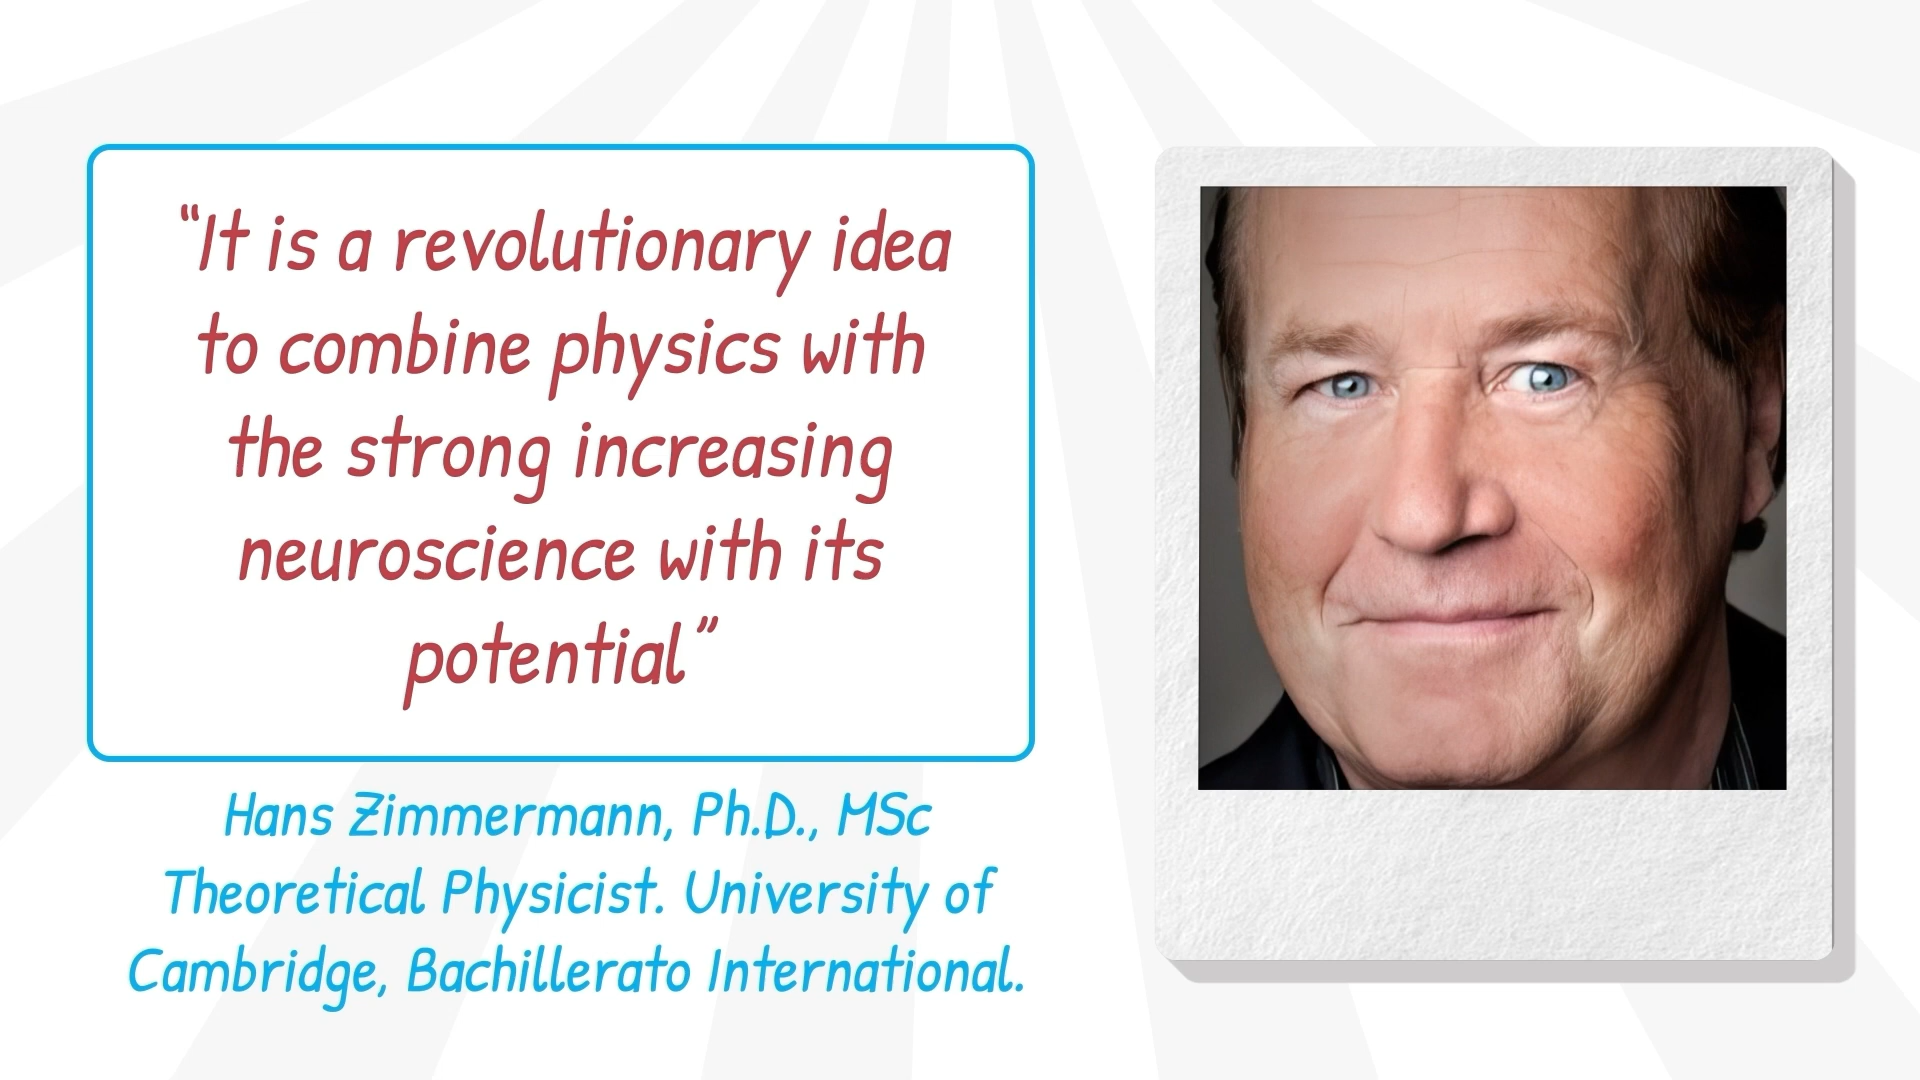 “It is a revolutionary idea
to combine physics with
the strong increasing
neuroscience with its
potential”
Hans Zimmermann, Ph.D., MSc
Theoretical Physicist. University of
Cambridge, Bachillerato International.